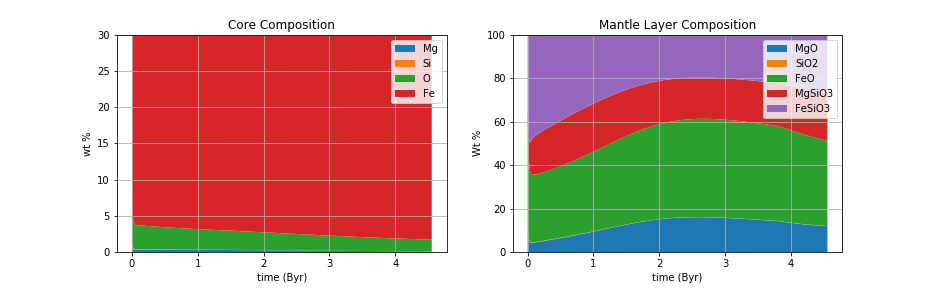 Core Composition
30
25
20
15
10
5
0
wt %
0
1
2
3
4
time (Byr)
Mg
Si
O
Fe
Mantle Layer Composition
100
80
60
40
20
0
Wt %
0
1
2
3
4
time (Byr)
MgO
SiO2
FeO
MgSiO3
FeSiO3